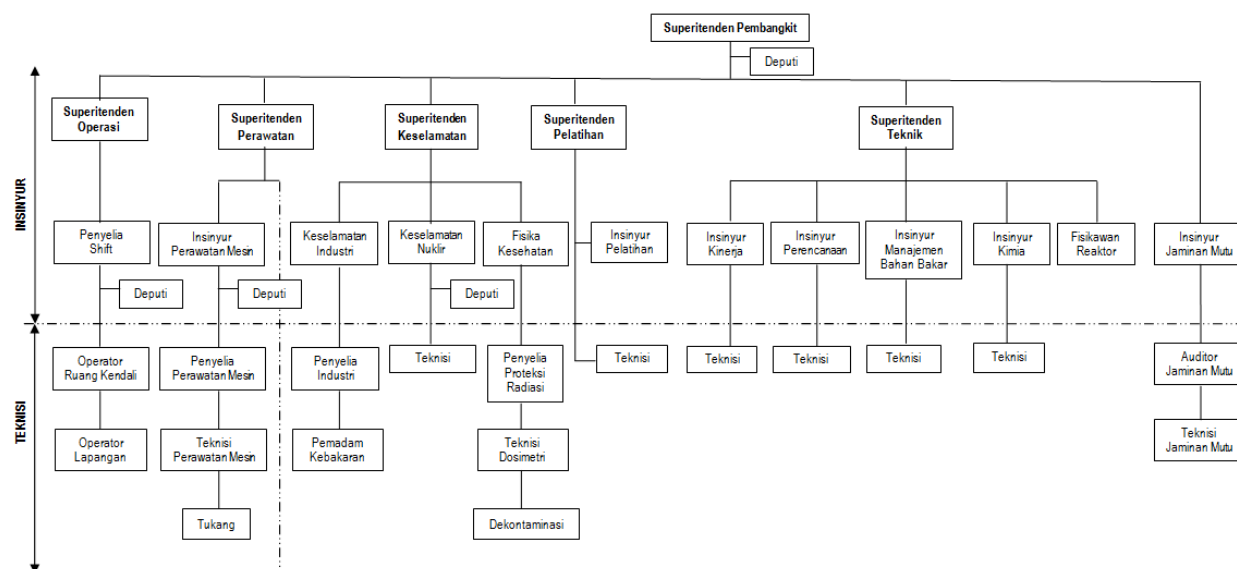 Superitenden Pembangkit
Deputi
INSINYUR
Superitenden
Operasi
Superitenden
Perawatan
Superitenden
Keselamatan
Superitenden
Pelatihan
Superitenden
Teknik
Penyelia
Shift
Insinyur
Perawatan Mesin
Keselamatan
Industri
Keselamatan
Nuklir
Fisika
Kesehatan
Insinyur
Pelatihan
Insinyur
Kinerja
Insinyur
Perencanaan
Insinyur
Manajemen
Bahan Bakar
Insinyur
Kimia
Fisikawan
Reaktor
Insinyur
Jaminan Mutu
Deputi
Deputi
Deputi
TEKNISI
Operator
Ruang Kendali
Penyelia
Perawatan Mesin
Penyelia
Industri
Teknisi
Penyelia
Proteksi
Radiasi
Teknisi
Teknisi
Teknisi
Teknisi
Teknisi
Auditor
Jaminan Mutu
Operator
Lapangan
Teknisi
Perawatan Mesin
Pemadam
Kebakaran
Teknisi
Dosimetri
Teknisi
Jaminan Mutu
Tukang
Dekontaminasi